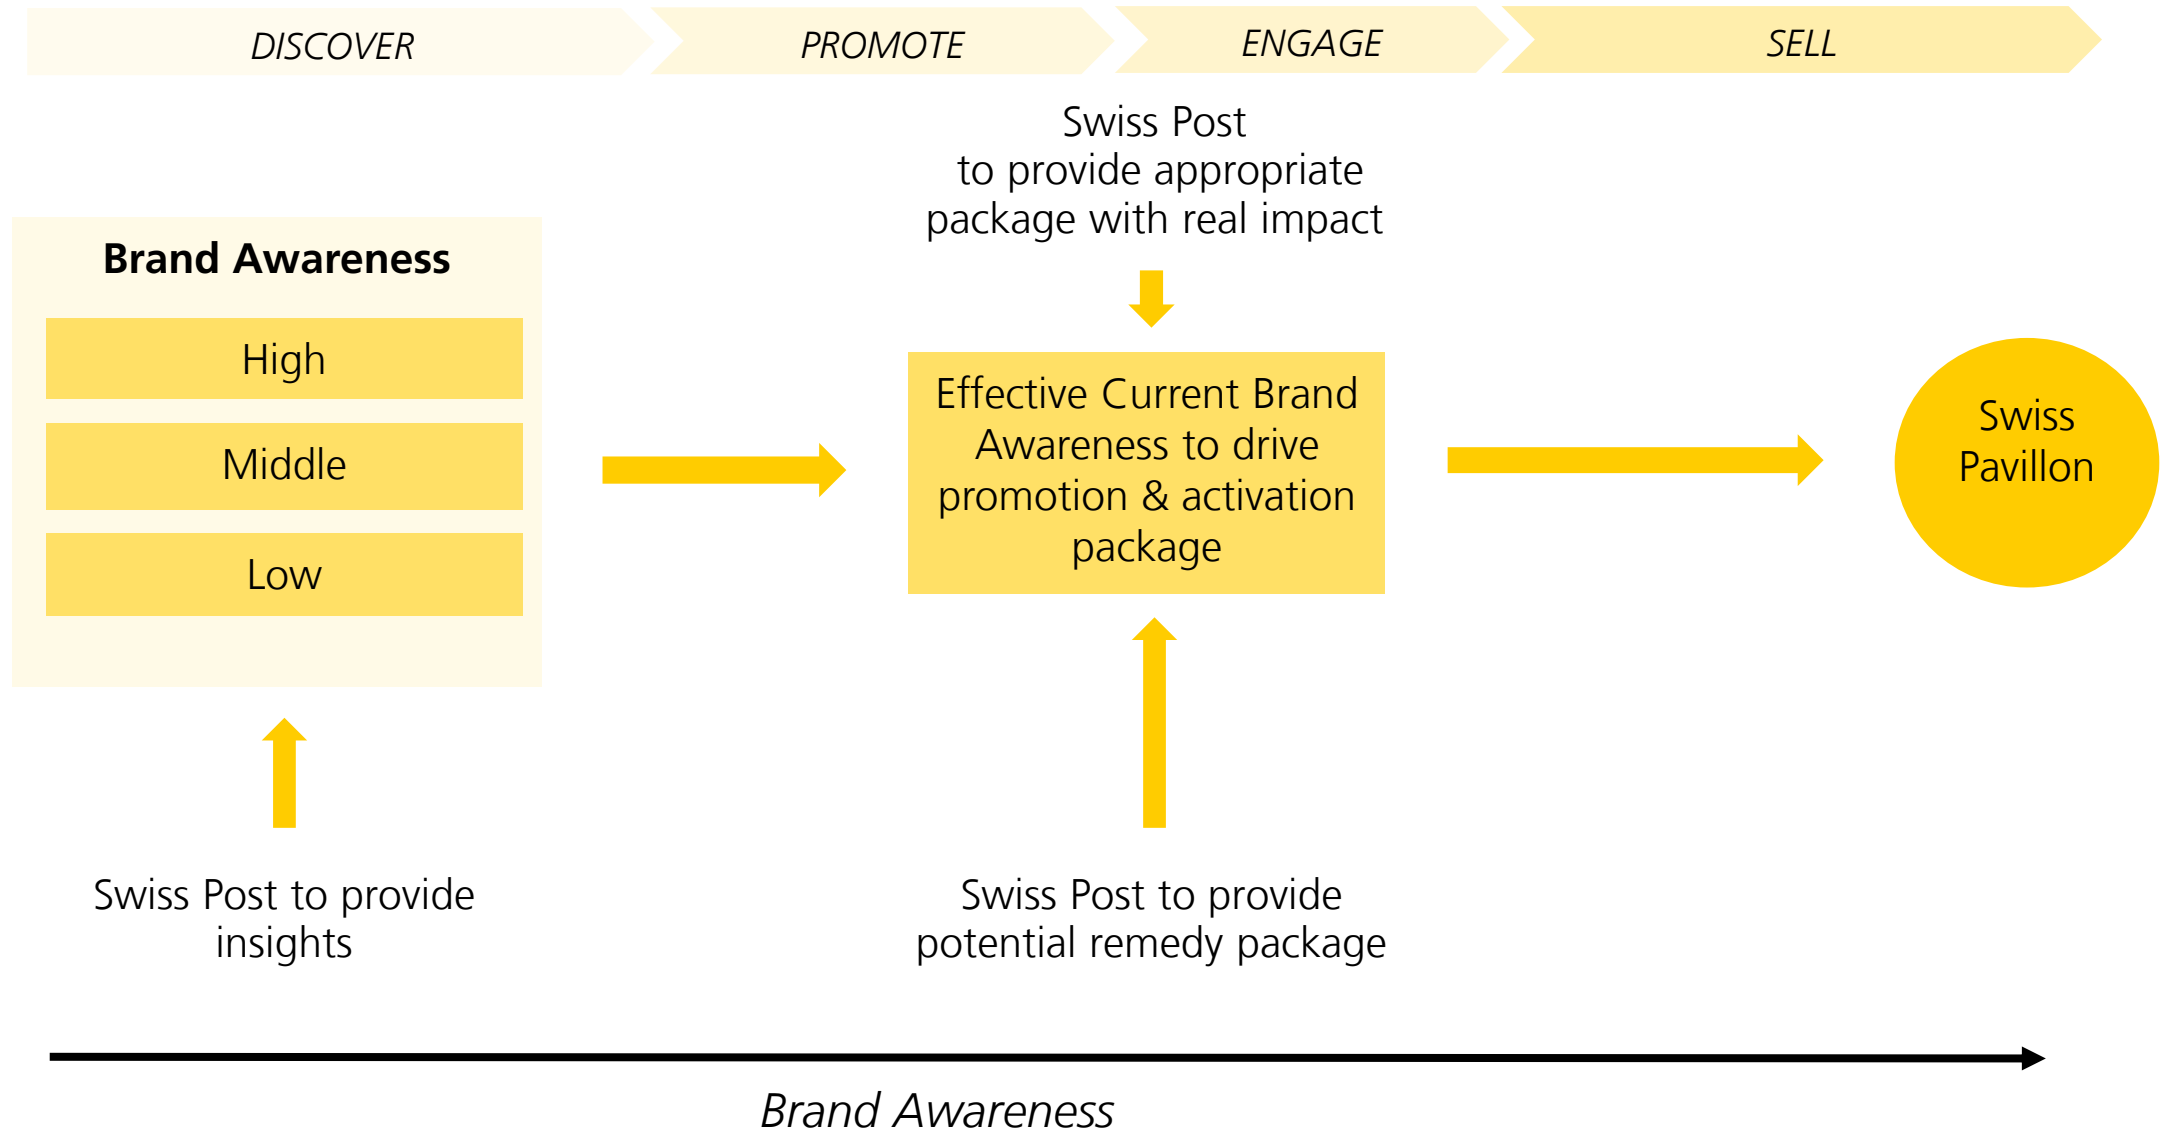 DISCOVER
PROMOTE
ENGAGE
SELL
Swiss Post
to provide appropriate
package with real impact
Brand Awareness
High
Middle
Low
Effective Current Brand
Awareness to drive
promotion & activation
package
Swiss
Pavillon
Swiss Post to provide
insights
Swiss Post to provide
potential remedy package
Brand Awareness